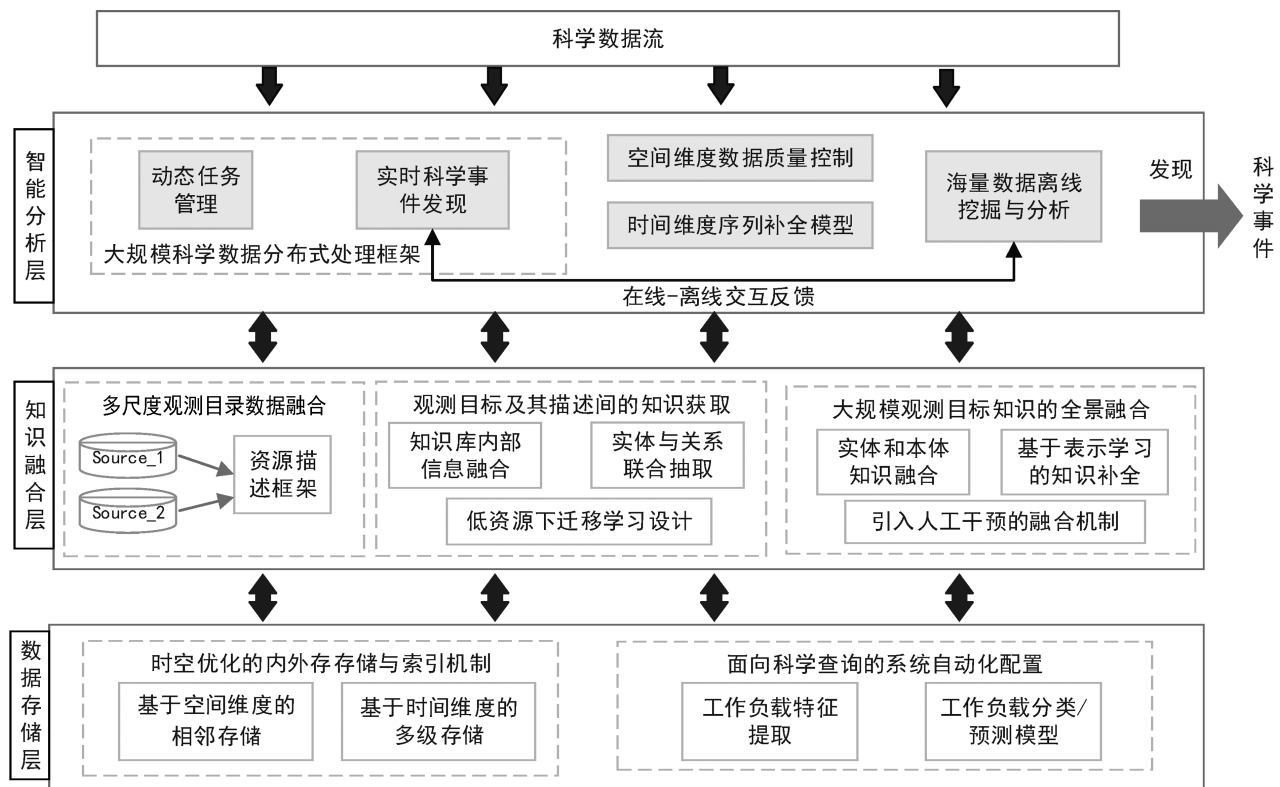 科学数据流
智能分析层
动态任务
管理
实时科学事
件发现
大规模科学数据分布式处理框架
空间维度数据质量控制
时间维度序列补全模型
海量数据离线
挖掘与分析
在线-离线交互反馈
发现
科学事件
知识融合层
多尺度观测目录数据融合
Source_1
Source_2
资源描
述框架
观测目标及其描述间的知识获取
知识库内部
信息融合
实体与关系
联合抽取
低资源下迁移学习设计
大规模观测目标知识的全景融合
实体和本体
知识融合
基于表示学习
的知识补全
引入人工干预的融合机制
数据存储层
时空优化的内外存存储与索引机制
基于空间维度的
相邻存储
基于时间维度的
多级存储
面向科学查询的系统自动化配置
工作负载特征
提取
工作负载分类/
预测模型